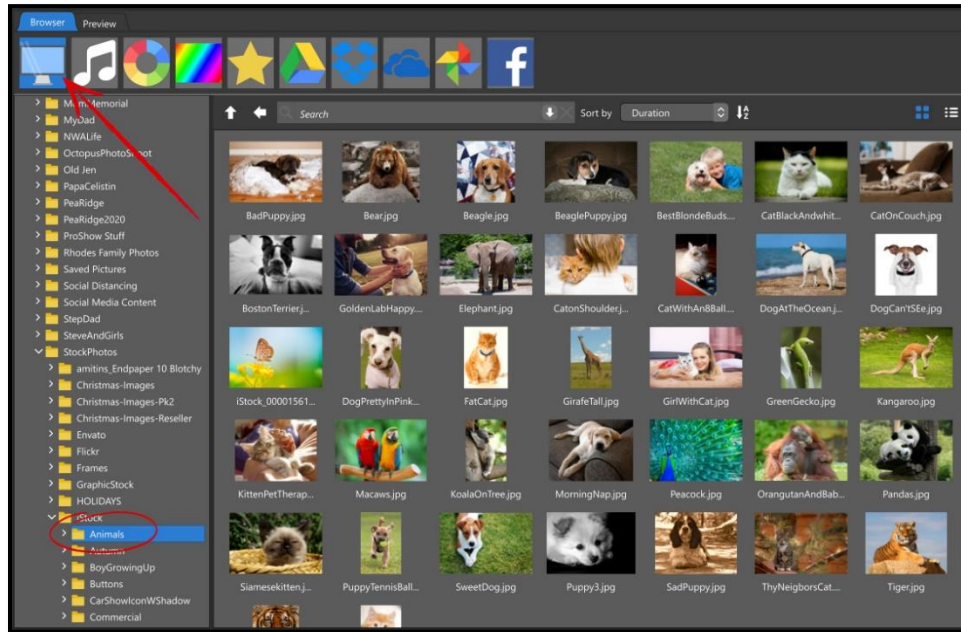 Browser Preview
Search
Sort by Duration
MomMemorial
MyDad
NWALife
OctopusPhotoShoot
Old Jen
PapaCelistin
PeaRidge
PeaRidge2020
ProShow Stuff
Rhodes Family Photos
Saved Pictures
Social Distancing
Social Media Content
StepDad
SteveAndGirls
StockPhotos
amitins_Endpaper 10 Blotchy
Christmas-Images
Christmas-Images-Pk2
Christmas-Images-Reseller
Envato
Flickr
Frames
GraphicStock
HOLIDAYS
iStock
Animals
Autumn
BoyGrowingUp
Buttons
CarShowIconWShadow
Commercial
BadPuppy.jpg Bear.jpg Beagle.jpg BeaglePuppy.jpg BestBlondeBuds.... CatBlackAndwhit... CatOnCouch.jpg
BostonTerrier.j... GoldenLabHappy.... Elephant.jpg CatonShoulder.j... CatWithAn8Ball.... DogAtTheOcean.j... DogCan'tSEe.jpg
iStock_00001561... DogPrettyInPink... FatCat.jpg GirafeTall.jpg GirlWithCat.jpg GreenGecko.jpg Kangaroo.jpg
KittenPetTherap... Macaws.jpg KoalaOnTree.jpg MorningNap.jpg Peacock.jpg OrangutanAndBab... Pandas.jpg
Siamesekitten.j... PuppyTennisBall... SweetDog.jpg Puppy3.jpg SadPuppy.jpg ThyNeigborsCat.... Tiger.jpg